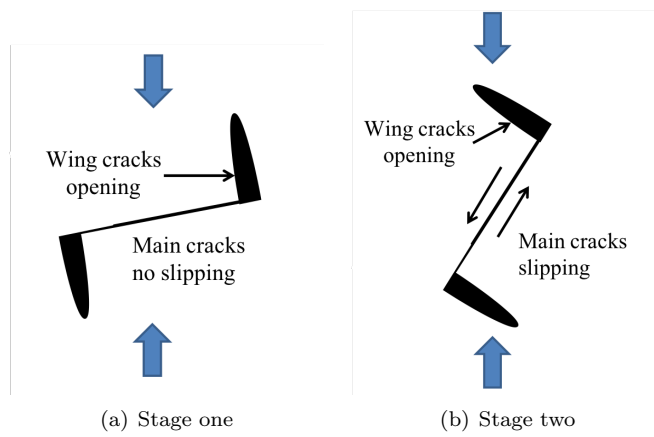 Wing cracks
opening
Main cracks
no slipping
(a) Stage one
Wing cracks
opening
Main cracks
slipping
(b) Stage two